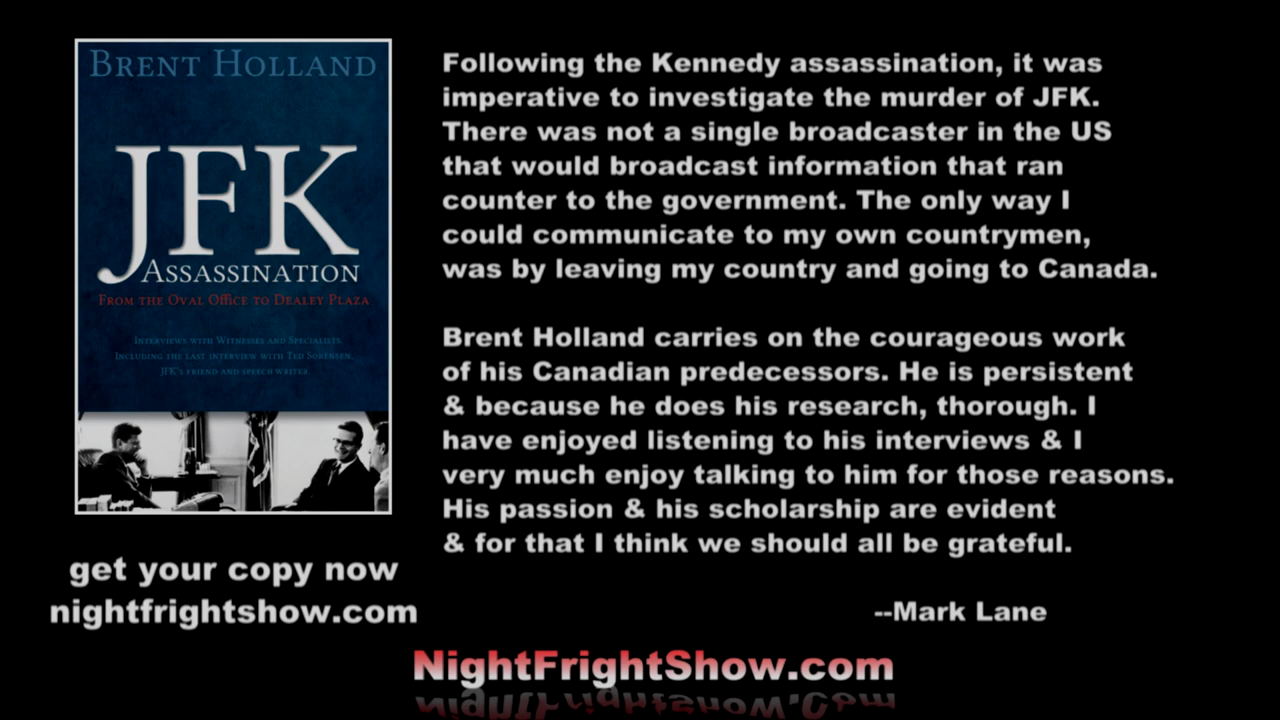 BRENT HOLLAND
JFK
ASSASSINATION
FROM THE OVAL OFFICE TO DEALEY PLAZA
INTERVIEWS WITH WITNESSES AND SPECIALISTS.
INCLUDING THE LAST INTERVIEW WITH TED SORENSEN,
JFK'S FRIEND AND SPEECH WRITER
get your copy now
nightfrightshow.com
Following the Kennedy assassination, it was
imperative to investigate the murder of JFK.
There was not a single broadcaster in the US
that would broadcast information that ran
counter to the government. The only way I
could communicate to my own countrymen,
was by leaving my country and going to Canada.
Brent Holland carries on the courageous work
of his Canadian predecessors. He is persistent
& because he does his research, thorough. I
have enjoyed listening to his interviews & I
very much enjoy talking to him for those reasons.
His passion & his scholarship are evident
& for that I think we should all be grateful.
--Mark Lane
NightFrightShow.com